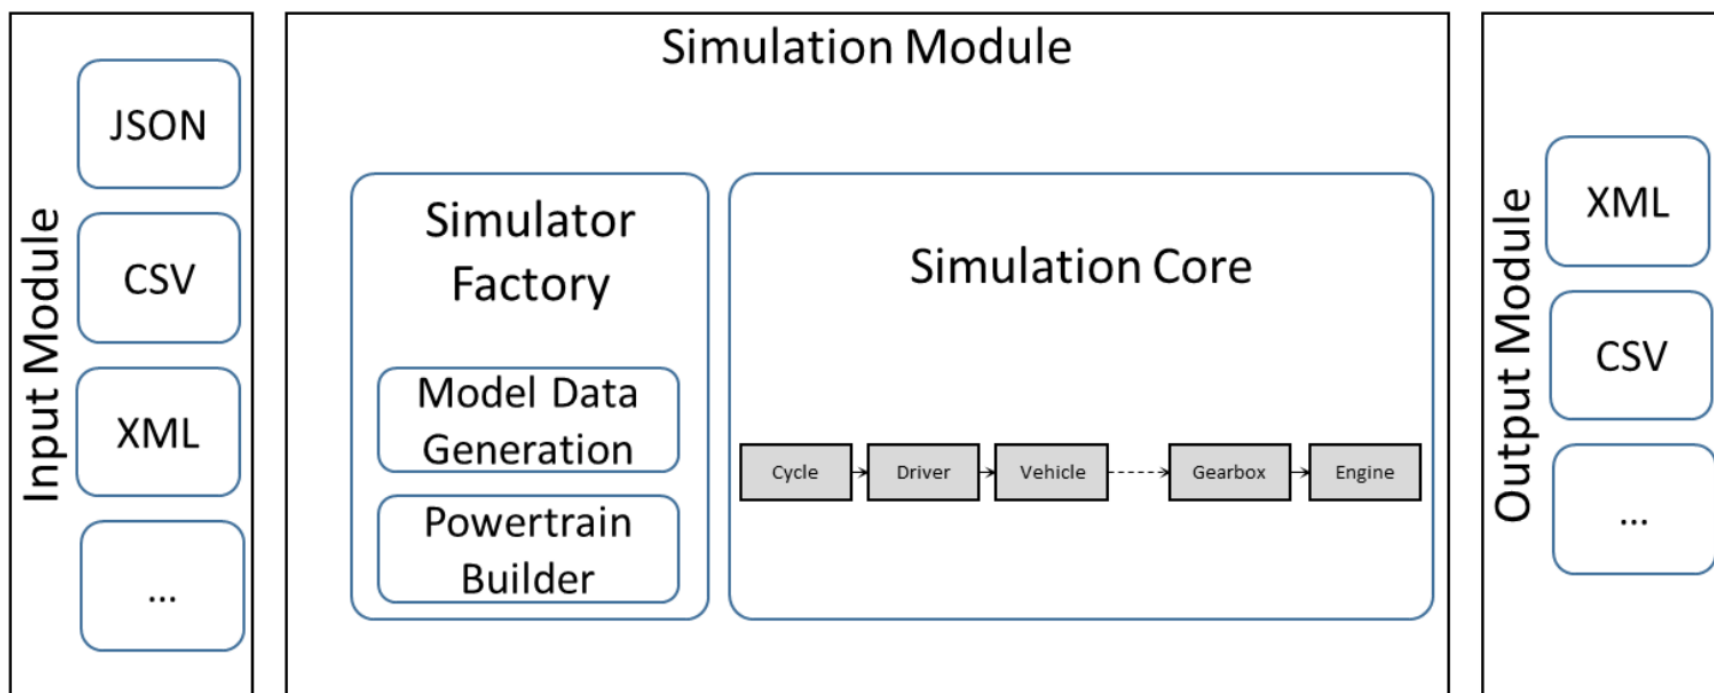 Input Module
JSON
CSV
XML
...
Simulation Module
Simulator
Factory
Model Data
Generation
Powertrain
Builder
Simulation Core
Cycle
Driver
Vehicle
Gearbox
Engine
Output Module
XML
CSV
...